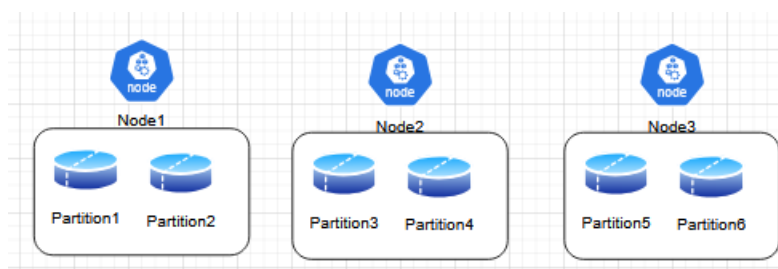 node
node
node
Node1
Node2
Node3
Partition1
Partition2
Partition3
Partition4
Partition5
Partition6